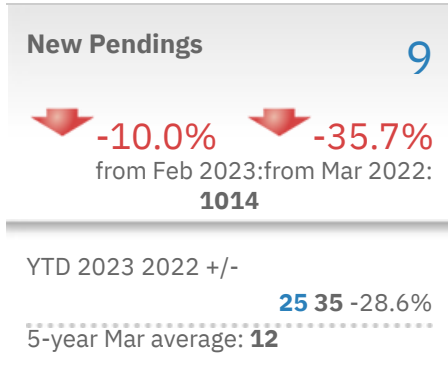 New Pendings
9
-10.0% -35.7%
from Feb 2023:from Mar 2022:
1014
YTD 2023 2022 +/-
25 35 -28.6%
5-year Mar average: 12